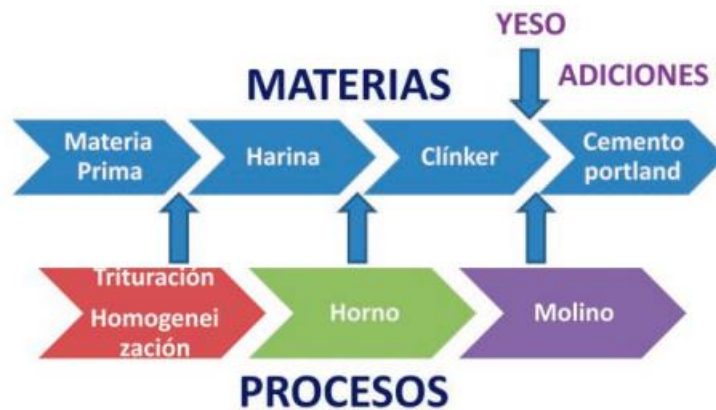 YESO
MATERIAS
ADICIONES
Materia
Prima
Harina
Clínker
Cemento
portland
Trituración
Homogenei
zación
Horno
Molino
PROCESOS